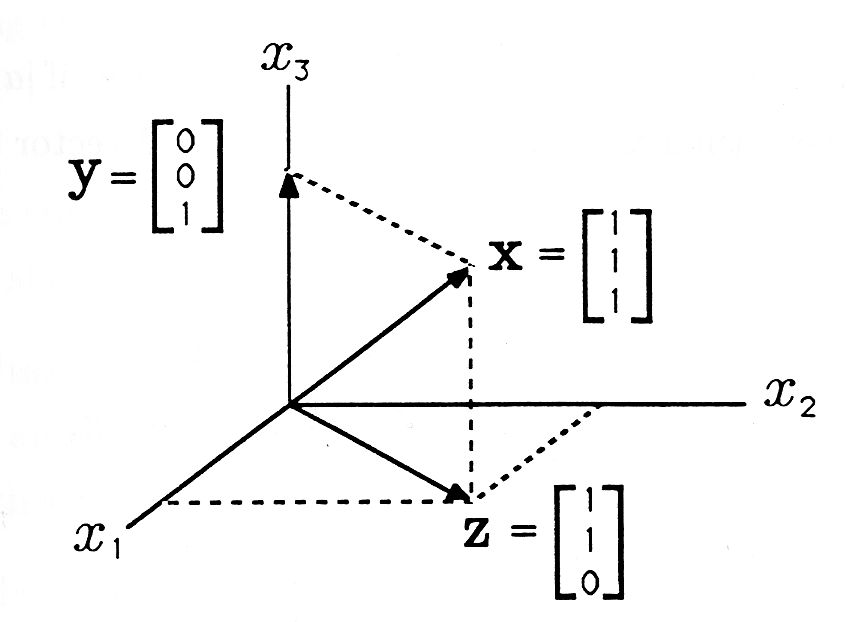 x₃
y = [0 0 1]
x = [1 1 1]
x₂
x₁
z = [1 1 0]